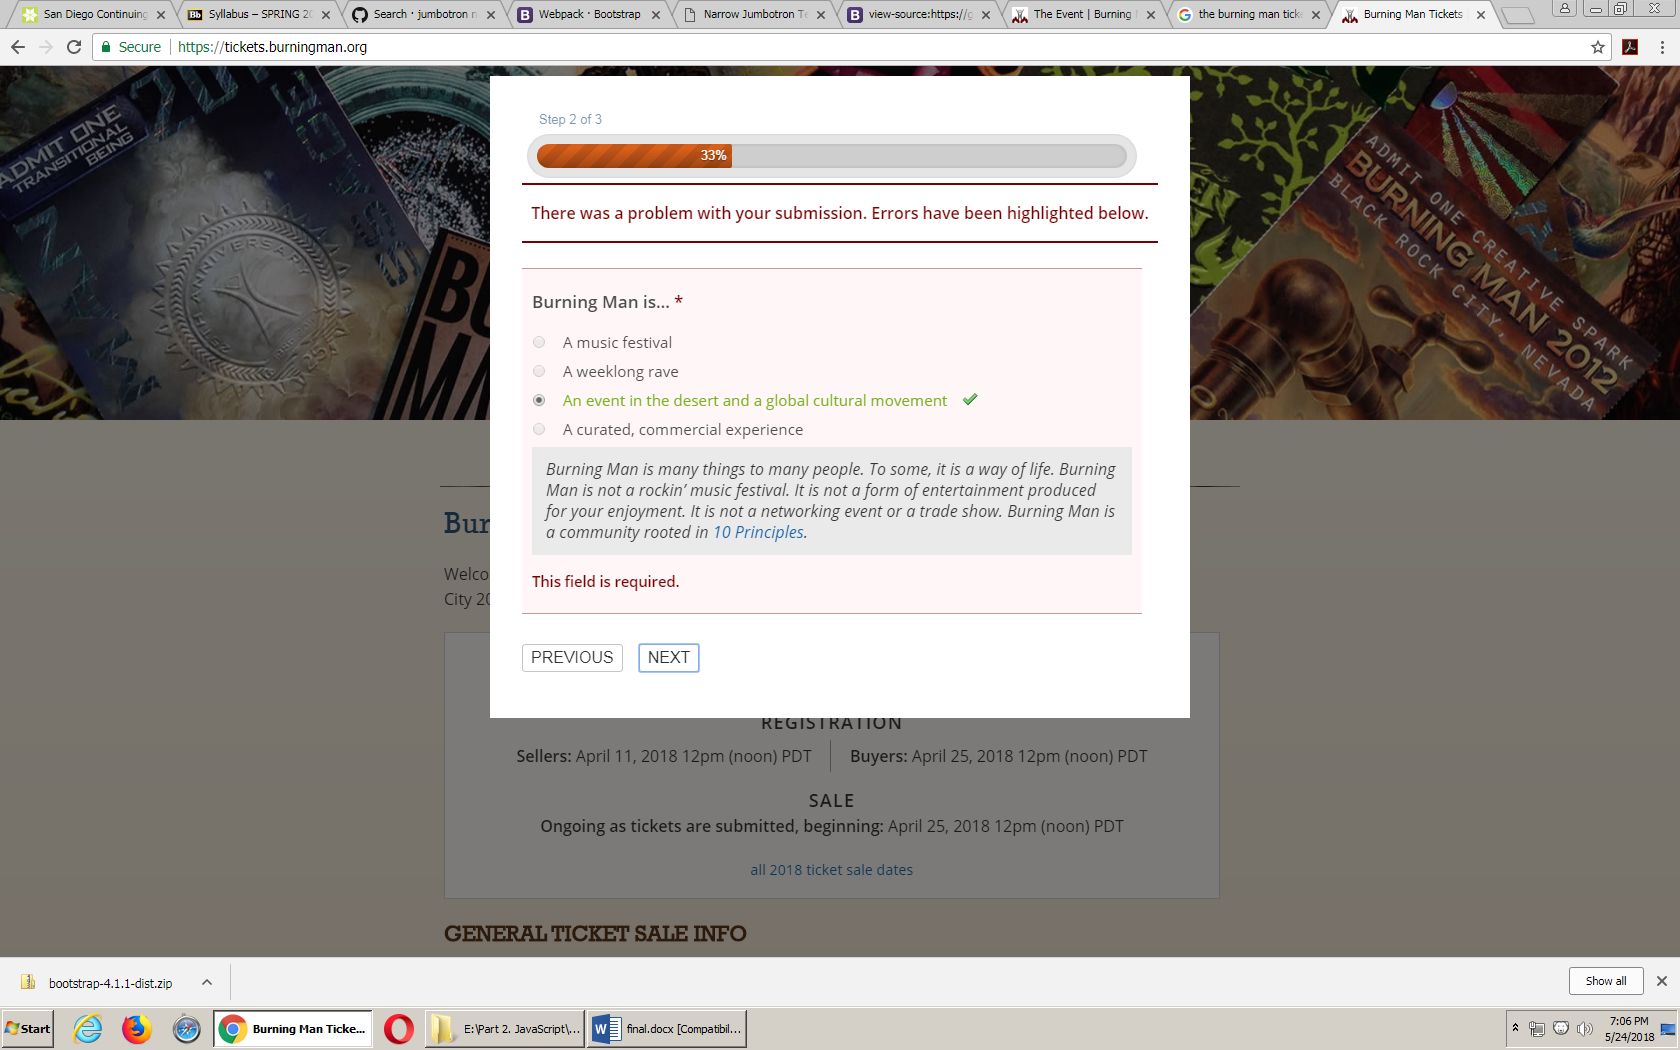 San Diego Continuing
Syllabus – SPRING 20
Search · jumbotron n
Webpack · Bootstrap
Narrow Jumbotron Te
view-source:https://g
The Event | Burning
the burning man ticke
Burning Man Tickets
Secure https://tickets.burningman.org
ADMIT ONE
TRANSITIONAL
BEING
ANNIVERSARY
ADMIT ONE CREATIVE SPARK
BURNING MAN 2012
BLACK ROCK CITY, NEVADA
Step 2 of 3
33%
There was a problem with your submission. Errors have been highlighted below.
Burning Man is... *
A music festival
A weeklong rave
An event in the desert and a global cultural movement
A curated, commercial experience
Burning Man is many things to many people. To some, it is a way of life. Burning
Man is not a rockin’ music festival. It is not a form of entertainment produced
for your enjoyment. It is not a networking event or a trade show. Burning Man is
a community rooted in 10 Principles.
This field is required.
PREVIOUS NEXT
Bur
Welco
City 20
REGISTRATION
Sellers: April 11, 2018 12pm (noon) PDT Buyers: April 25, 2018 12pm (noon) PDT
SALE
Ongoing as tickets are submitted, beginning: April 25, 2018 12pm (noon) PDT
all 2018 ticket sale dates
GENERAL TICKET SALE INFO
bootstrap-4.1.1-dist.zip
Show all
Start
Burning Man Ticke...
E:\Part 2. JavaScript\...
final.docx [Compatibil...
7:06 PM
5/24/2018